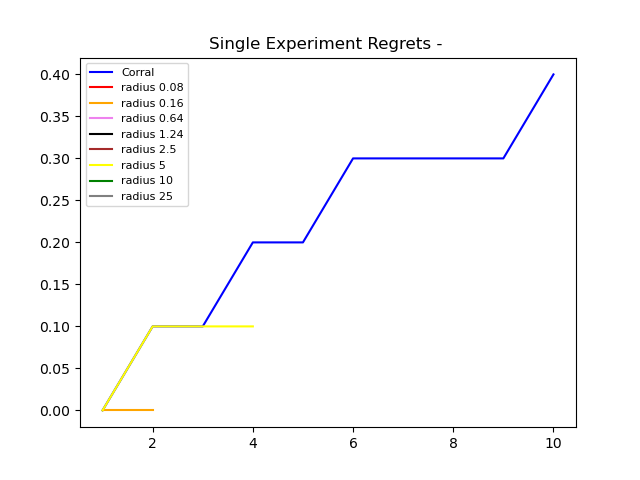 Single Experiment Regrets -
Corral
radius 0.08
radius 0.16
radius 0.64
radius 1.24
radius 2.5
radius 5
radius 10
radius 25
0.40
0.35
0.30
0.25
0.20
0.15
0.10
0.05
0.00
2 4 6 8 10